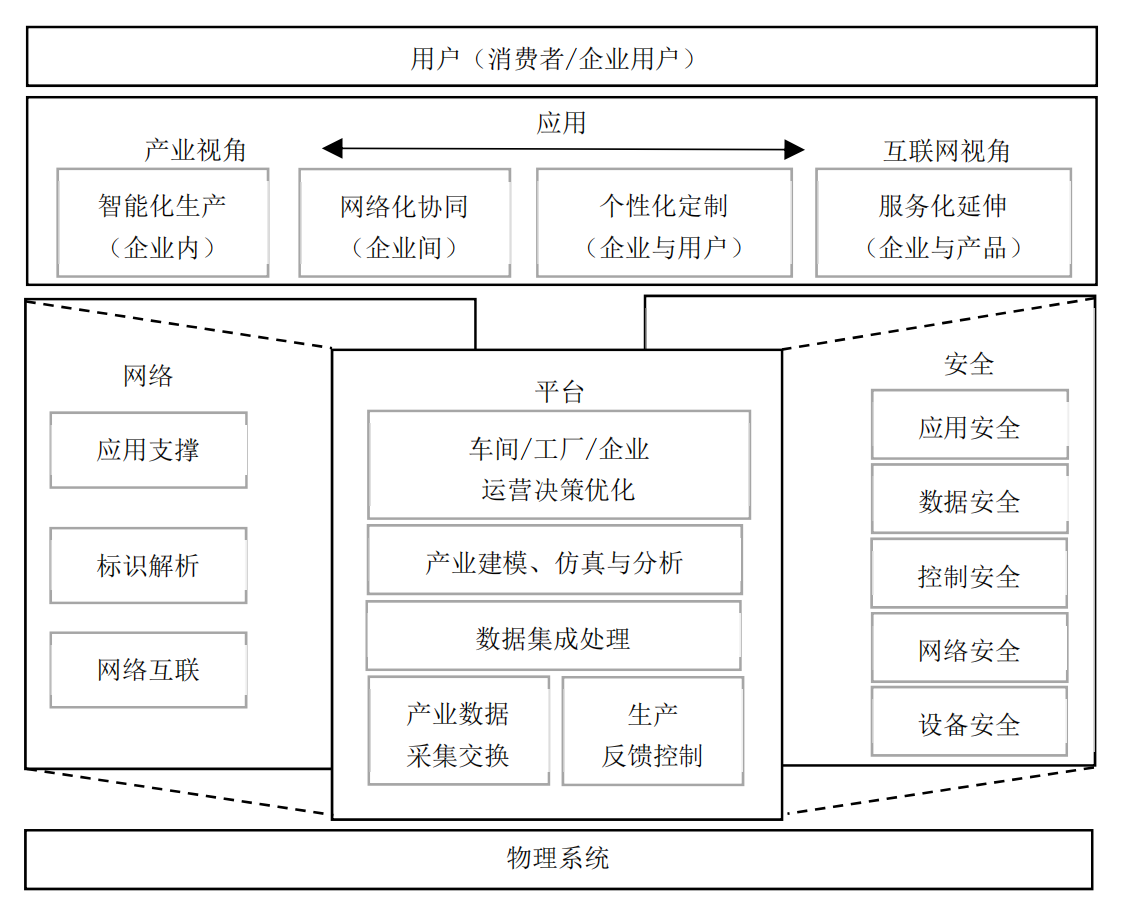 用户（消费者/企业用户）
应用
产业视角
互联网视角
智能化生产
（企业内）
网络化协同
（企业间）
个性化定制
（企业与用户）
服务化延伸
（企业与产品）
网络
应用支撑
标识解析
网络互联
平台
车间/工厂/企业
运营决策优化
产业建模、仿真与分析
数据集成处理
产业数据
采集交换
生产
反馈控制
安全
应用安全
数据安全
控制安全
网络安全
设备安全
物理系统